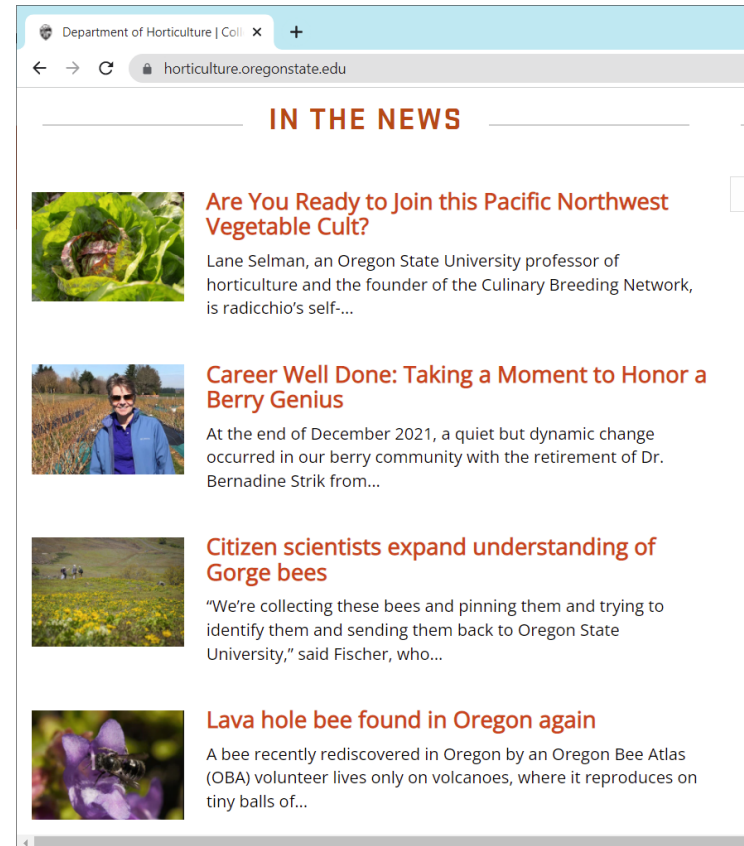 Department of Horticulture | Coll
horticulture.oregonstate.edu
IN THE NEWS
Are You Ready to Join this Pacific Northwest
Vegetable Cult?
Lane Selman, an Oregon State University professor of
horticulture and the founder of the Culinary Breeding Network,
is radicchio’s self-...
Career Well Done: Taking a Moment to Honor a
Berry Genius
At the end of December 2021, a quiet but dynamic change
occurred in our berry community with the retirement of Dr.
Bernadine Strik from...
Citizen scientists expand understanding of
Gorge bees
“We’re collecting these bees and pinning them and trying to
identify them and sending them back to Oregon State
University,” said Fischer, who...
Lava hole bee found in Oregon again
A bee recently rediscovered in Oregon by an Oregon Bee Atlas
(OBA) volunteer lives only on volcanoes, where it reproduces on
tiny balls of...